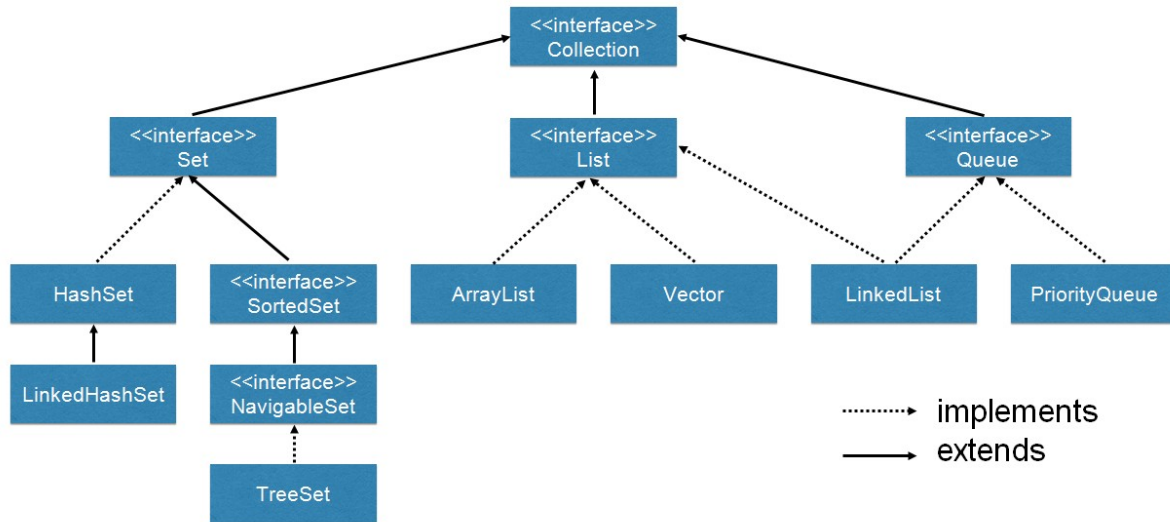 <<interface>>
Collection
<<interface>>
Set
<<interface>>
List
<<interface>>
Queue
HashSet
<<interface>>
SortedSet
ArrayList
Vector
LinkedList
PriorityQueue
LinkedHashSet
<<interface>>
NavigableSet
TreeSet
implements
extends